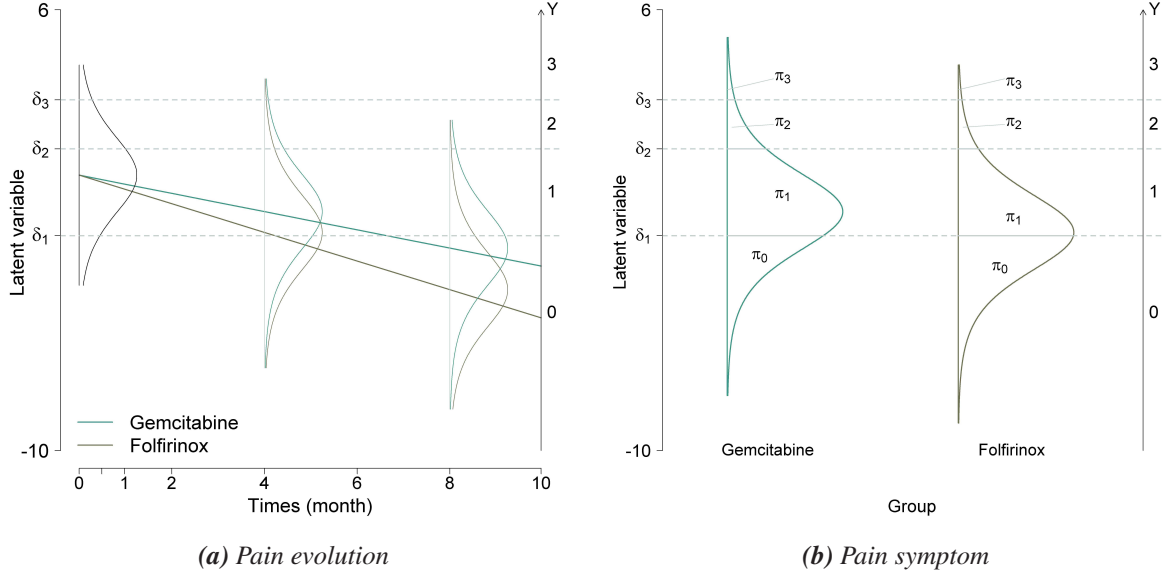 6
Y
3
δ3
2
δ2
1
δ1
0
-10
Latent variable
Gemcitabine
Folfirinox
0 1 2 4 8 10
Times (month)
(a) Pain evolution
6
Y
3
π3 π3
δ3
π2 π2
2
δ2
π1
1
π1
δ1
π0
π0
0
-10
Latent variable
Gemcitabine Folfirinox
Group
(b) Pain symptom